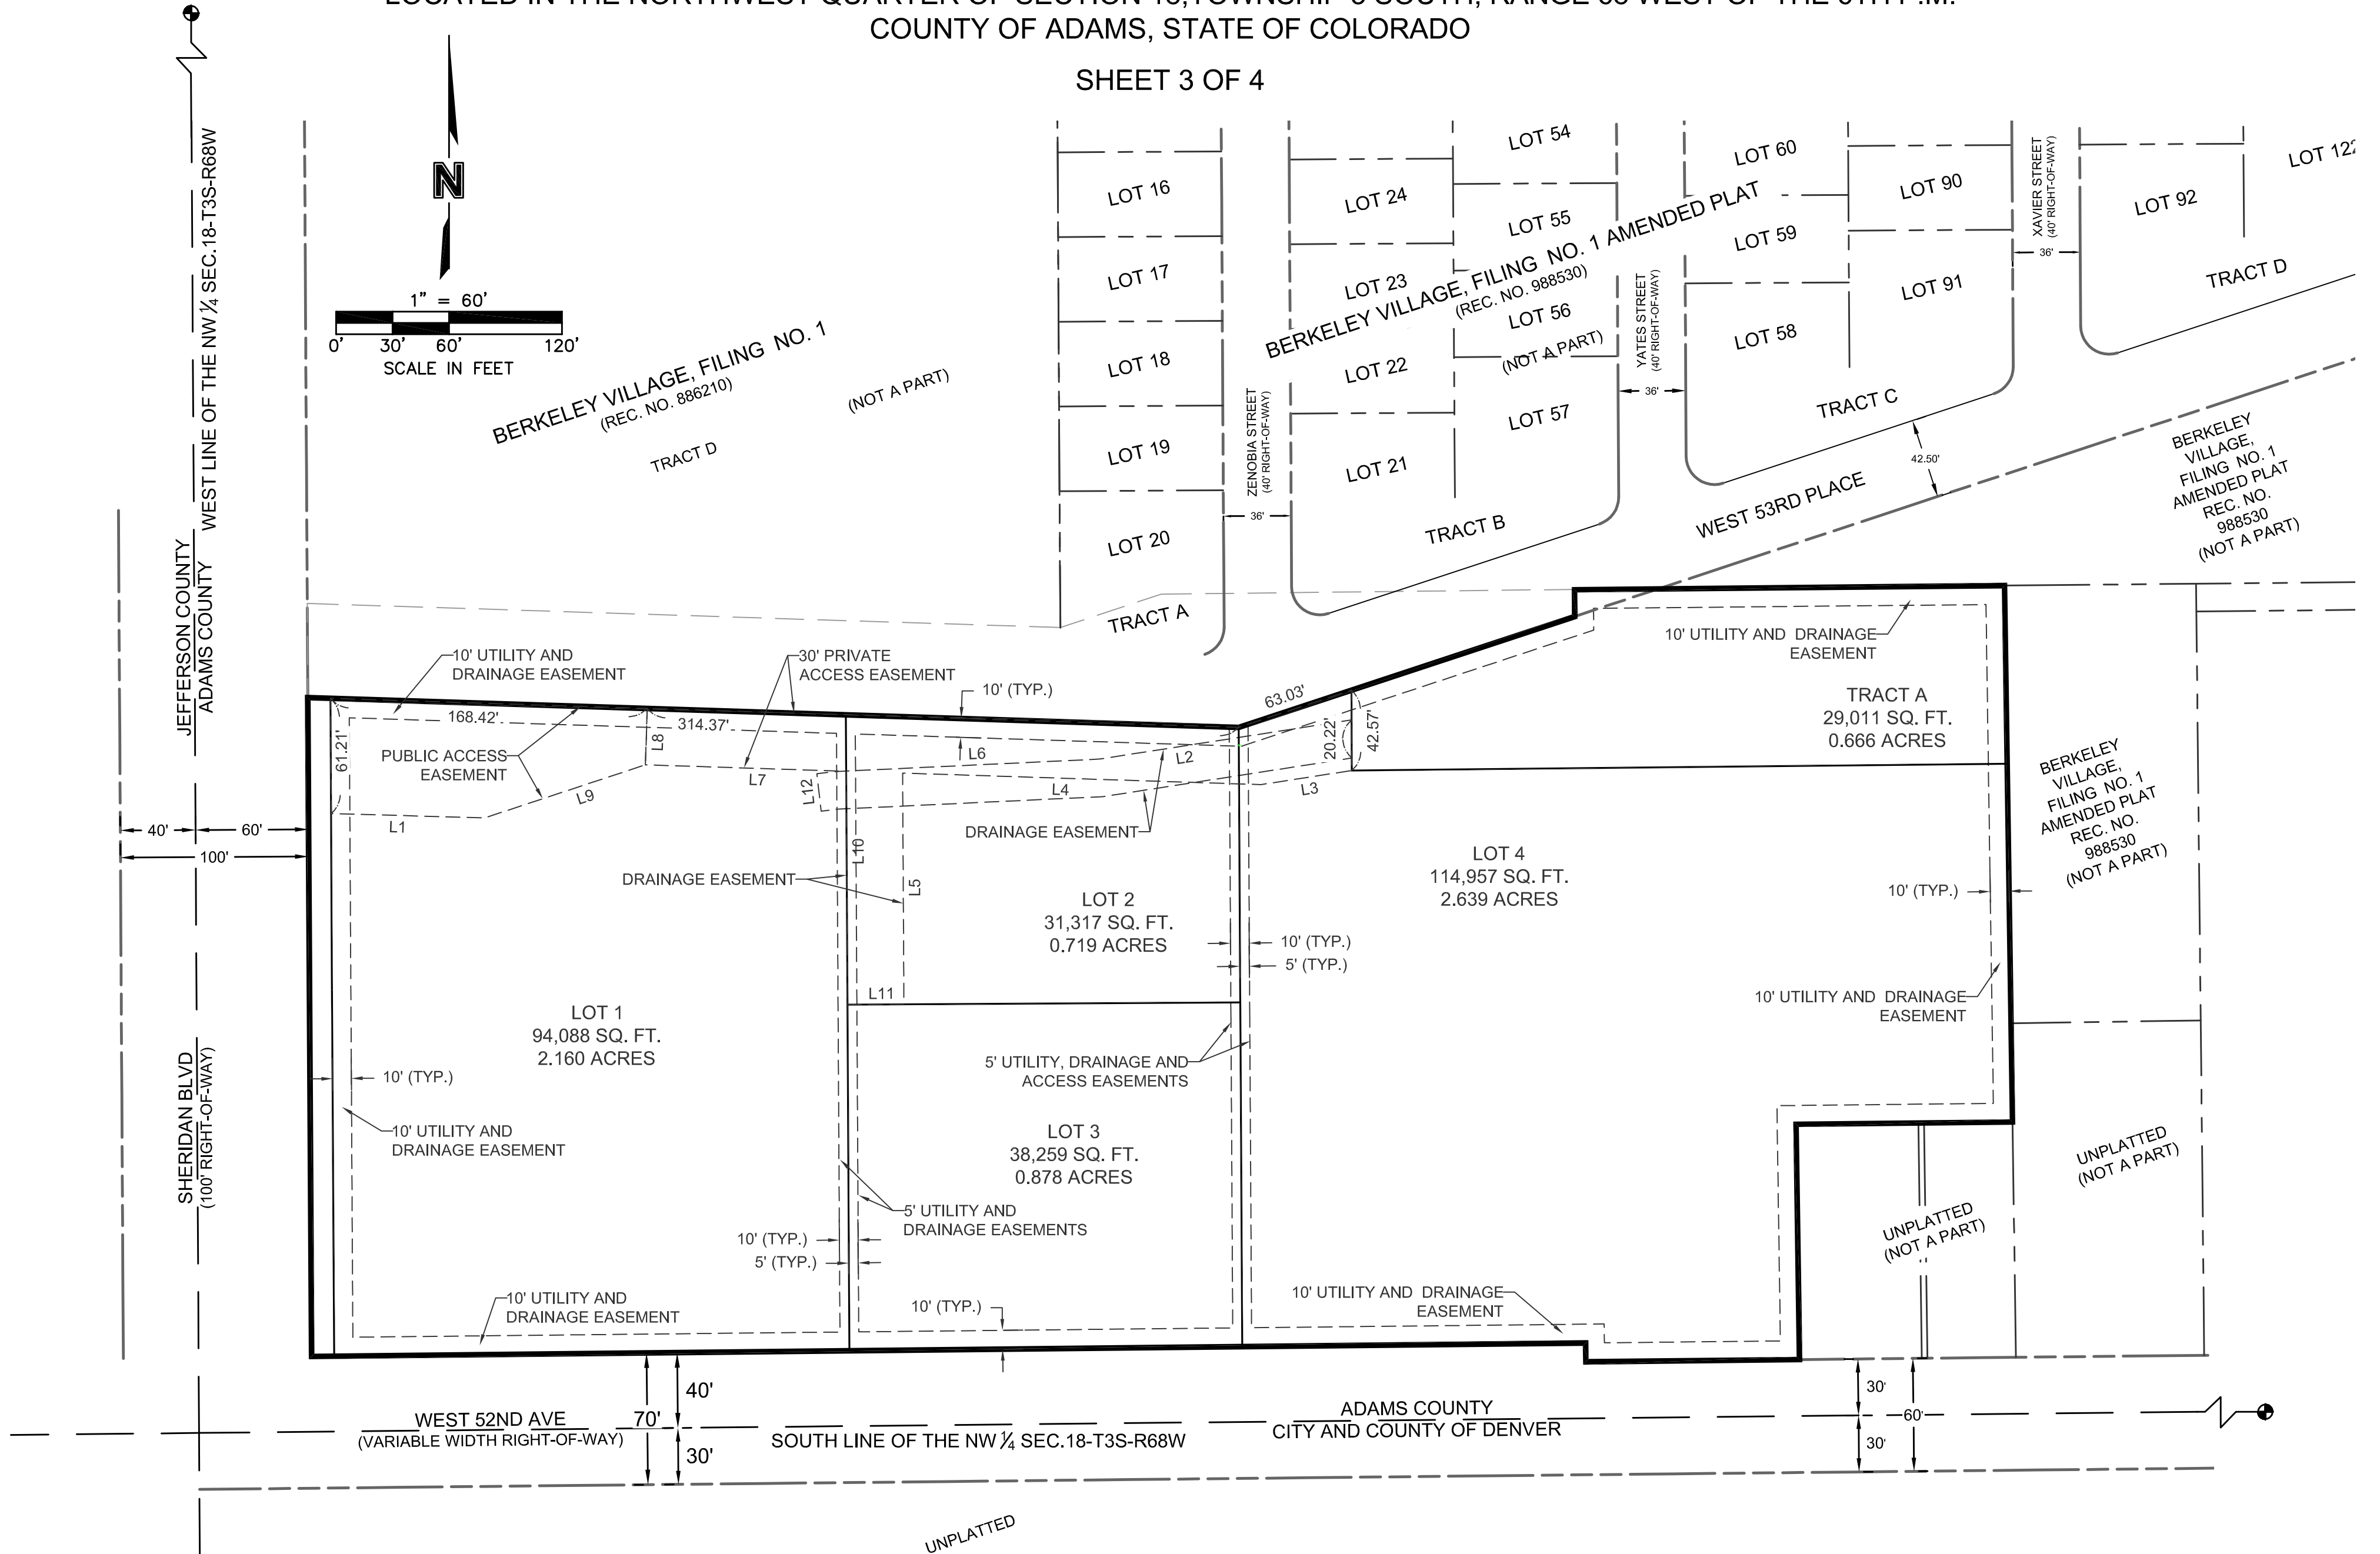 COUNTY OF ADAMS, STATE OF COLORADO
SHEET 3 OF 4
WEST LINE OF THE NW 1/4 SEC.18-T3S-R68W
JEFFERSON COUNTY
ADAMS COUNTY
N
1" = 60'
0' 30' 60' 120'
SCALE IN FEET
BERKELEY VILLAGE, FILING NO. 1
(REC. NO. 886210)
(NOT A PART)
TRACT D
LOT 16
LOT 17
LOT 18
LOT 19
LOT 20
TRACT A
ZENOBIA STREET
(40' RIGHT-OF-WAY)
36'
LOT 24
LOT 23
LOT 22
LOT 21
TRACT B
LOT 54
LOT 55
LOT 56
LOT 57
BERKELEY VILLAGE, FILING NO. 1 AMENDED PLAT
(REC. NO. 988530)
(NOT A PART)
YATES STREET
(40' RIGHT-OF-WAY)
36'
LOT 60
LOT 59
LOT 58
LOT 90
LOT 91
TRACT C
XAVIER STREET
(40' RIGHT-OF-WAY)
36'
LOT 92
LOT 122
TRACT D
42.50'
WEST 53RD PLACE
BERKELEY
VILLAGE,
FILING NO. 1
AMENDED PLAT
REC. NO.
988530
(NOT A PART)
10' UTILITY AND
DRAINAGE EASEMENT
30' PRIVATE
ACCESS EASEMENT
10' (TYP.)
63.03'
168.42'
314.37'
61.21'
PUBLIC ACCESS
EASEMENT
L8
L9
L1
L7
L12
L6
L2
L4
L3
20.22'
42.57'
10' UTILITY AND DRAINAGE
EASEMENT
TRACT A
29,011 SQ. FT.
0.666 ACRES
BERKELEY
VILLAGE,
FILING NO. 1
AMENDED PLAT
REC. NO.
988530
(NOT A PART)
40'
60'
100'
DRAINAGE EASEMENT
DRAINAGE EASEMENT
L10
L5
L11
LOT 2
31,317 SQ. FT.
0.719 ACRES
LOT 4
114,957 SQ. FT.
2.639 ACRES
10' (TYP.)
10' (TYP.)
5' (TYP.)
10' UTILITY AND DRAINAGE
EASEMENT
LOT 1
94,088 SQ. FT.
2.160 ACRES
10' (TYP.)
10' UTILITY AND
DRAINAGE EASEMENT
5' UTILITY, DRAINAGE AND
ACCESS EASEMENTS
LOT 3
38,259 SQ. FT.
0.878 ACRES
5' UTILITY AND
DRAINAGE EASEMENTS
10' (TYP.)
5' (TYP.)
10' (TYP.)
10' UTILITY AND
DRAINAGE EASEMENT
10' UTILITY AND DRAINAGE
EASEMENT
UNPLATTED
(NOT A PART)
UNPLATTED
(NOT A PART)
SHERIDAN BLVD
(100' RIGHT-OF-WAY)
40'
70'
30'
WEST 52ND AVE
(VARIABLE WIDTH RIGHT-OF-WAY)
SOUTH LINE OF THE NW 1/4 SEC.18-T3S-R68W
ADAMS COUNTY
CITY AND COUNTY OF DENVER
30'
60'
30'
UNPLATTED